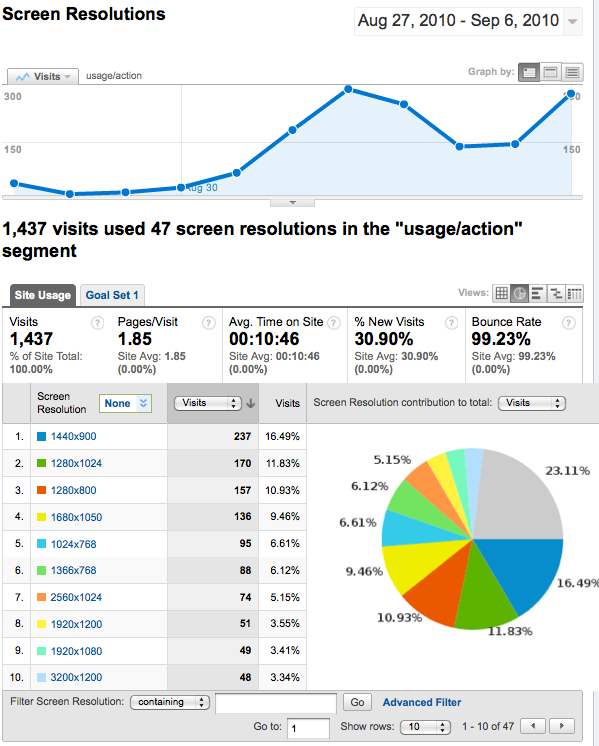 Screen Resolutions
Aug 27, 2010 - Sep 6, 2010
Visits usage/action
Graph by:
300
150 150
Aug 30
1,437 visits used 47 screen resolutions in the "usage/action"
segment
Site Usage Goal Set 1
Views:
Visits ? Pages/Visit ? Avg. Time on Site ? % New Visits ? Bounce Rate ?
1,437 1.85 00:10:46 30.90% 99.23%
% of Site Total: Site Avg: 1.85 Site Avg: 00:10:46 Site Avg: 30.90% Site Avg: 99.23%
100.00% (0.00%) (0.00%) (0.00%) (0.00%)
Screen
Resolution None Visits Visits Screen Resolution contribution to total: Visits
1. 1440x900 237 16.49%
2. 1280x1024 170 11.83%
3. 1280x800 157 10.93%
4. 1680x1050 136 9.46%
5. 1024x768 95 6.61%
6. 1366x768 88 6.12%
7. 2560x1024 74 5.15%
8. 1920x1200 51 3.55%
9. 1920x1080 49 3.41%
10. 3200x1200 48 3.34%
5.15%
23.11%
6.12%
6.61%
9.46%
16.49%
10.93%
11.83%
Filter Screen Resolution: containing Go Advanced Filter
Go to: 1 Show rows: 10 1 - 10 of 47